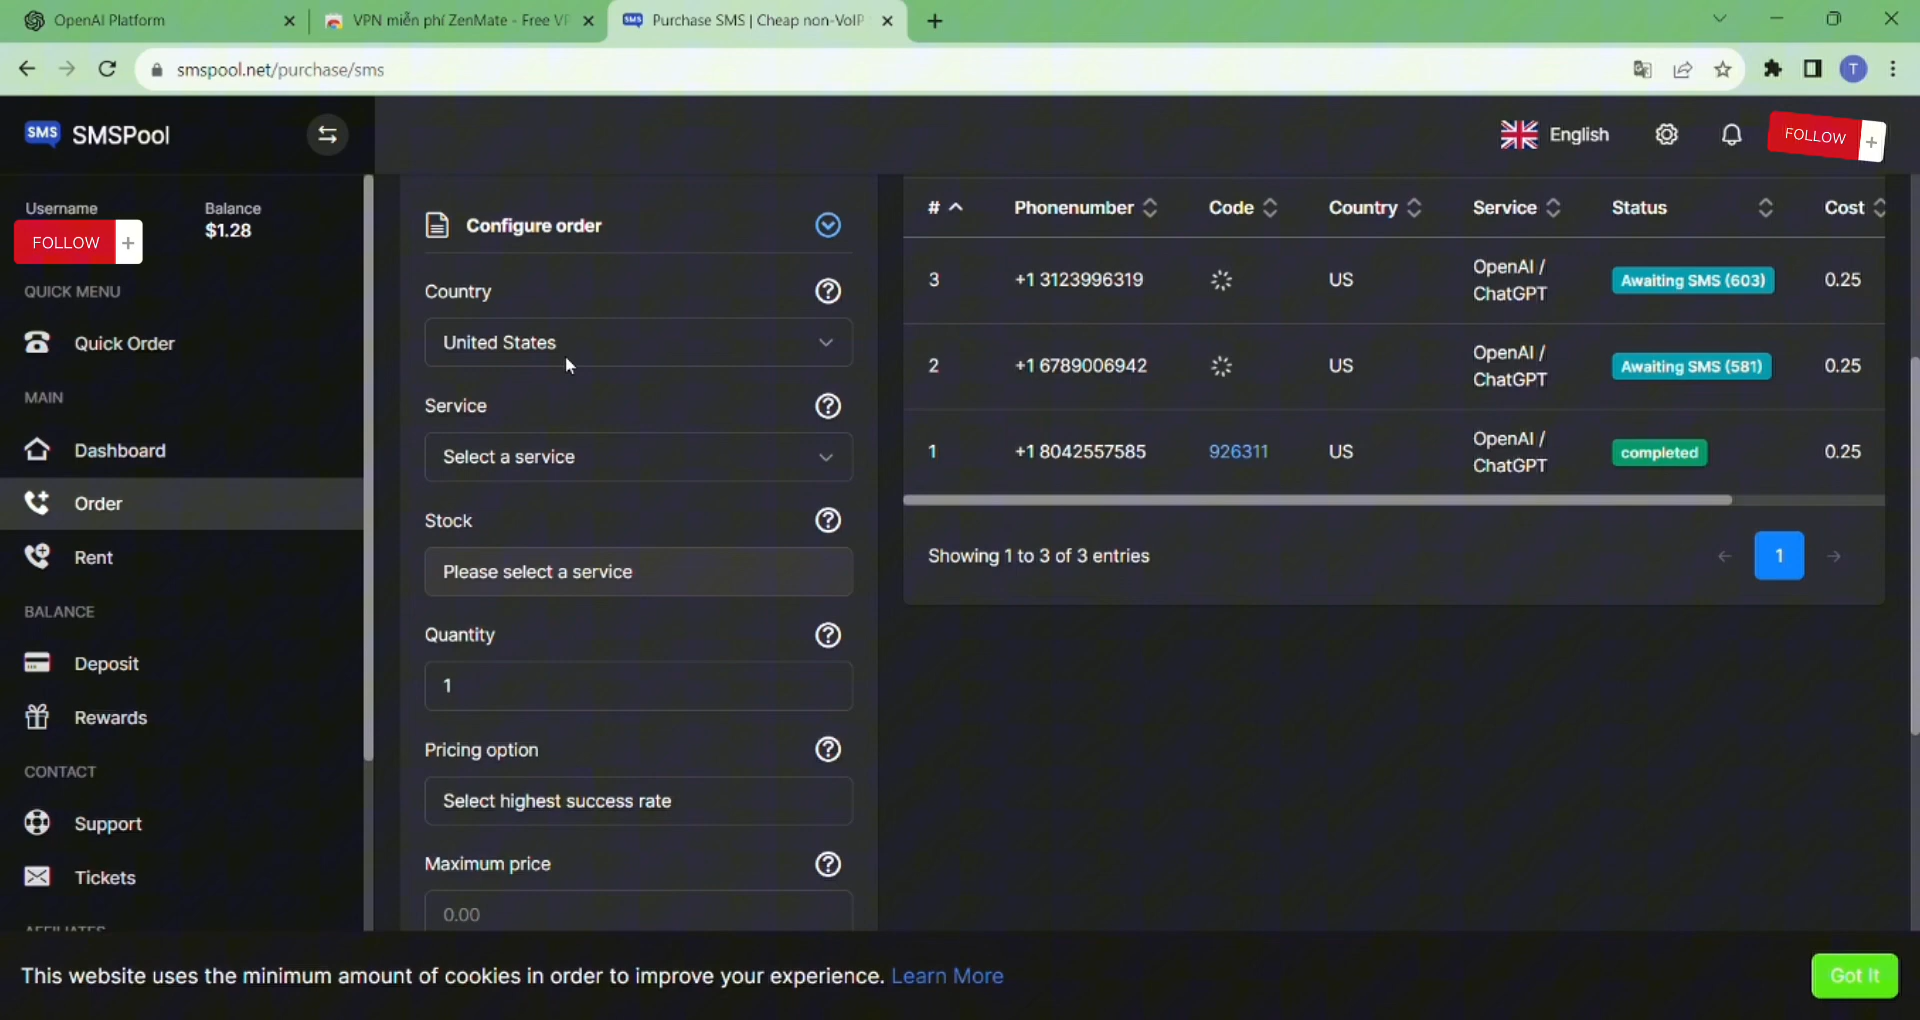 OpenAI Platform
VPN miễn phí ZenMate - Free VP
SMS Purchase SMS | Cheap non-VoIP
smspool.net/purchase/sms
T
SMS SMSPool
English
FOLLOW +
Username
Balance
$1.28
FOLLOW +
QUICK MENU
Quick Order
MAIN
Dashboard
Order
Rent
BALANCE
Deposit
Rewards
CONTACT
Support
Tickets
AFFILIATES
Configure order
Country
United States
Service
Select a service
Stock
Please select a service
Quantity
1
Pricing option
Select highest success rate
Maximum price
0.00
# Phonenumber Code Country Service Status Cost
3 +1 3123996319 US OpenAI / Awaiting SMS (603) 0.25
ChatGPT
2 +1 6789006942 US OpenAI / Awaiting SMS (581) 0.25
ChatGPT
1 +1 8042557585 926311 US OpenAI / completed 0.25
ChatGPT
Showing 1 to 3 of 3 entries
1
This website uses the minimum amount of cookies in order to improve your experience. Learn More
Got It